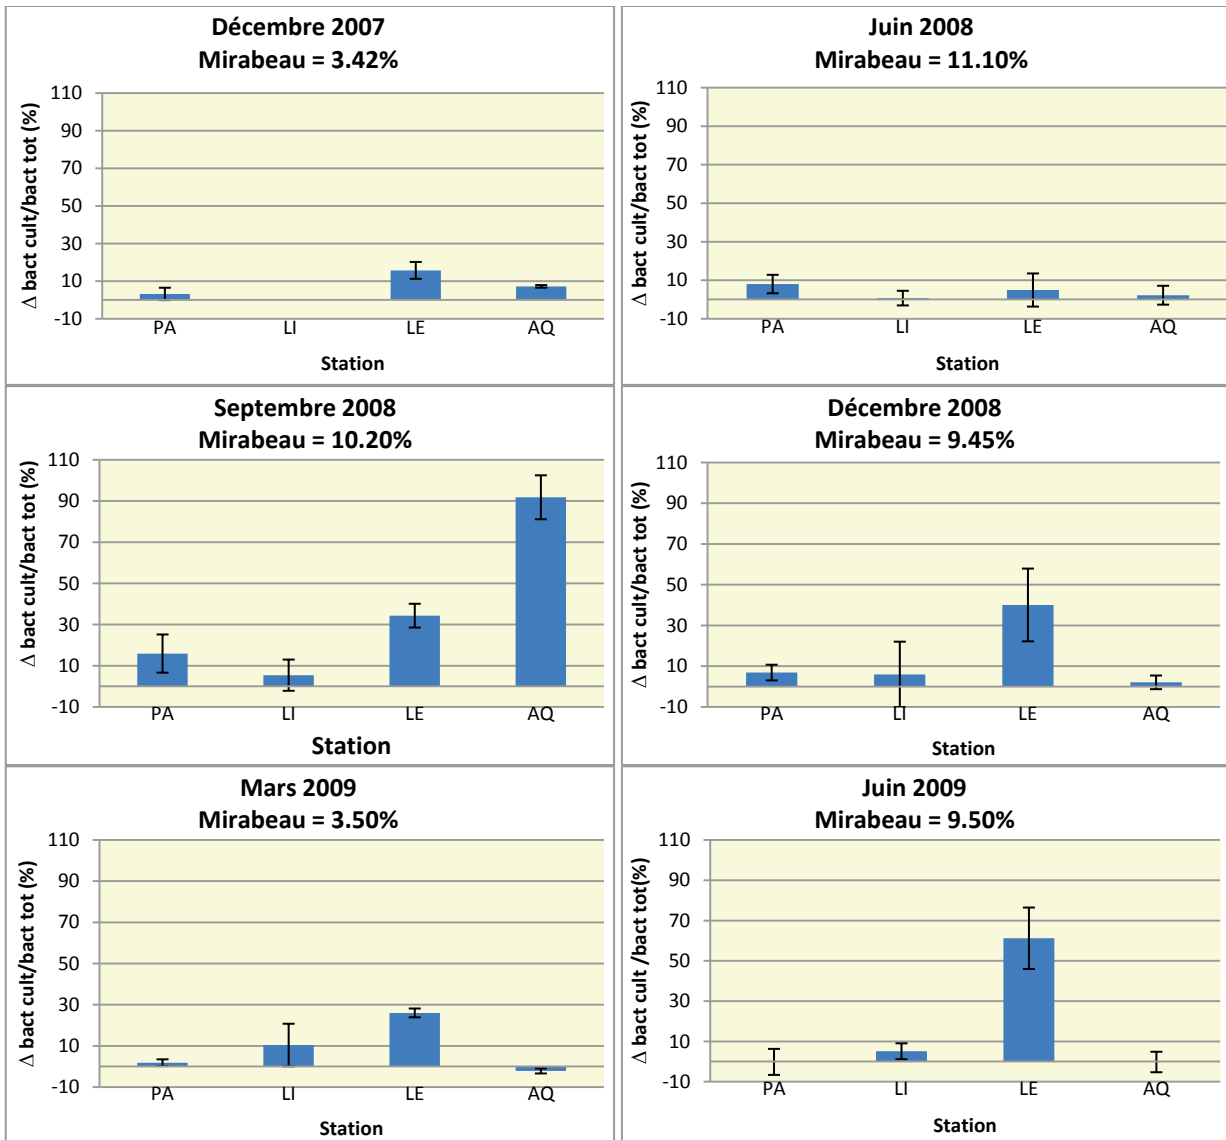 Décembre 2007
Mirabeau = 3.42%
Δ bact cult/bact tot (%)
110
90
70
50
30
10
-10
PA LI LE AQ
Station
Juin 2008
Mirabeau = 11.10%
Δ bact cult/bact tot (%)
110
90
70
50
30
10
-10
PA LI LE AQ
Station
Septembre 2008
Mirabeau = 10.20%
Δ bact cult/bact tot (%)
110
90
70
50
30
10
-10
PA LI LE AQ
Station
Décembre 2008
Mirabeau = 9.45%
Δ bact cult/bact tot (%)
110
90
70
50
30
10
-10
PA LI LE AQ
Station
Mars 2009
Mirabeau = 3.50%
Δ bact cult/bact tot (%)
110
90
70
50
30
10
-10
PA LI LE AQ
Station
Juin 2009
Mirabeau = 9.50%
Δ bact cult /bact tot(%)
110
90
70
50
30
10
-10
PA LI LE AQ
Station